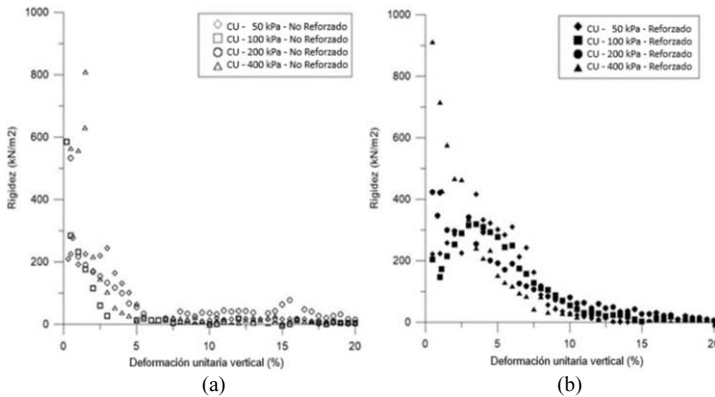 1000
800
600
400
200
0
Rigidez (kN/m2)
CU - 50 kPa - No Reforzado
CU - 100 kPa - No Reforzado
CU - 200 kPa - No Reforzado
CU - 400 kPa - No Reforzado
0 5 10 15 20
Deformación unitaria vertical (%)
(a)
1000
800
600
400
200
0
Rigidez (kN/m2)
CU - 50 kPa - Reforzado
CU - 100 kPa - Reforzado
CU - 200 kPa - Reforzado
CU - 400 kPa - Reforzado
0 5 10 15 20
Deformación unitaria vertical (%)
(b)